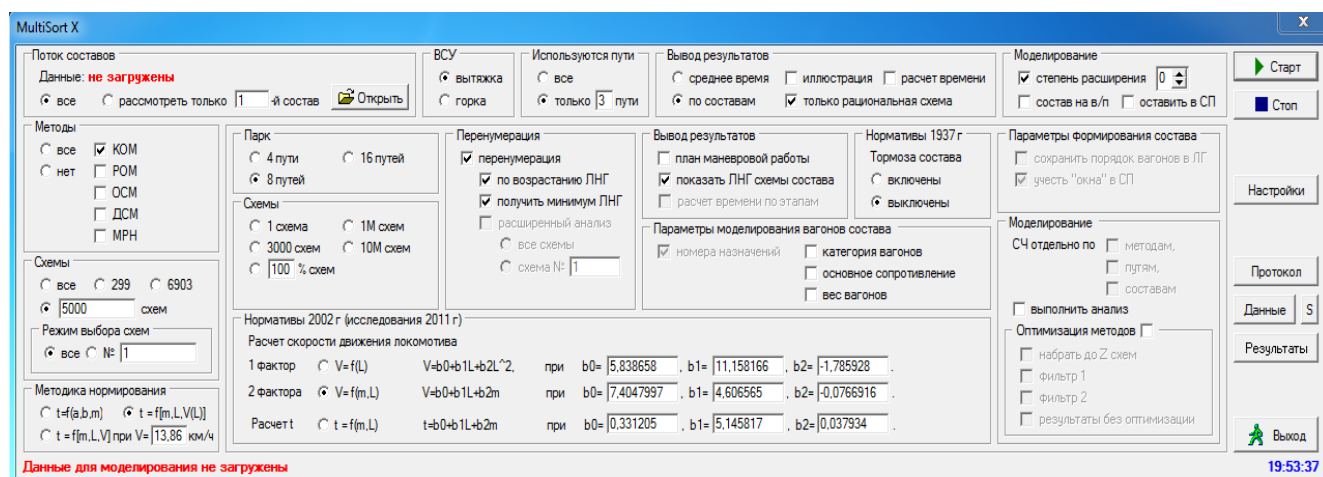 MultiSort X
X
Поток составов
Данные: не загружены
все рассмотреть только 1 -й состав Открыть
ВСУ
вытяжка
горка
Используются пути
все
только 3 пути
Вывод результатов
среднее время иллюстрация расчет времени
по составам только рациональная схема
Моделирование
степень расширения 0
состав на в/п оставить в СП
Старт
Стоп
Методы
все КОМ
нет РОМ
ОСМ
ДСМ
МРН
Схемы
все 299 6903
5000 схем
Режим выбора схем
все № 1
Методика нормирования
t=f(a,b,m) t = f[m,L,V(L)]
t = f[m,L,V] при V= 13,86 км/ч
Парк
4 пути 16 путей
8 путей
Схемы
1 схема 1М схем
3000 схем 10М схем
100 % схем
Перенумерация
перенумерация
по возрастанию ЛНГ
получить минимум ЛНГ
расширенный анализ
все схемы
схема № 1
Вывод результатов
план маневровой работы
показать ЛНГ схемы состава
расчет времени по этапам
Нормативы 1937 г
Тормоза состава
включены
выключены
Параметры моделирования вагонов состава
номера назначений категория вагонов
основное сопротивление
вес вагонов
Нормативы 2002 г (исследования 2011 г)
Расчет скорости движения локомотива
1 фактор V=f(L) V=b0+b1L+b2L^2, при b0= 5,838658 , b1= 11,158166 , b2= -1,785928 .
2 фактора V=f(m,L) V=b0+b1L+b2m при b0= 7,4047997 , b1= 4,606565 , b2= -0,0766916 .
Расчет t t = f(m,L) t=b0+b1L+b2m при b0= 0,331205 , b1= 5,145817 , b2= 0,037934 .
Параметры формирования состава
сохранить порядок вагонов в ЛГ
учесть "окна" в СП
Моделирование
СЧ отдельно по методам,
путям,
составам
выполнить анализ
Оптимизация методов
набрать до Z схем
фильтр 1
фильтр 2
результаты без оптимизации
Настройки
Протокол
Данные S
Результаты
Выход
Данные для моделирования не загружены
19:53:37